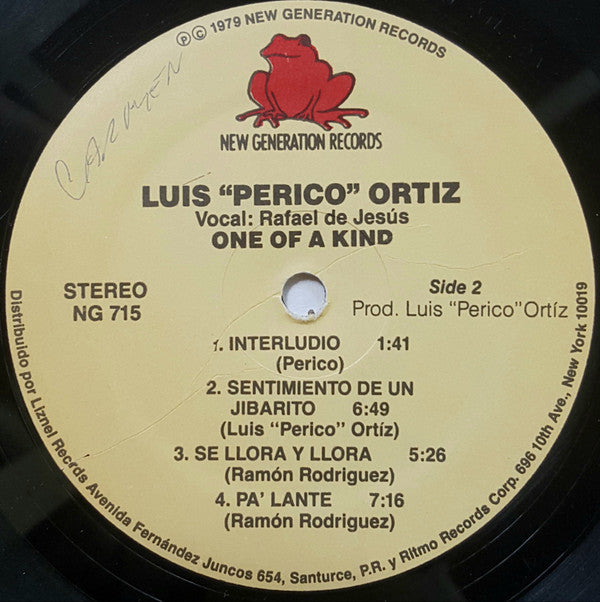 ℗© 1979 NEW GENERATION RECORDS
CARMEN
NEW GENERATION RECORDS
LUIS “PERICO” ORTIZ
Vocal: Rafael de Jesús
ONE OF A KIND
STEREO
NG 715
Side 2
Prod. Luis “Perico”Ortíz
1. INTERLUDIO 1:41
(Perico)
2. SENTIMIENTO DE UN
JIBARITO 6:49
(Luis “Perico” Ortíz)
3. SE LLORA Y LLORA 5:26
(Ramón Rodriguez)
4. PA’ LANTE 7:16
(Ramón Rodriguez)
Distribuido por Liznel Records Avenida Fernández Juncos 654, Santurce, P.R. y Ritmo Records Corp. 696 10th Ave., New York 10019